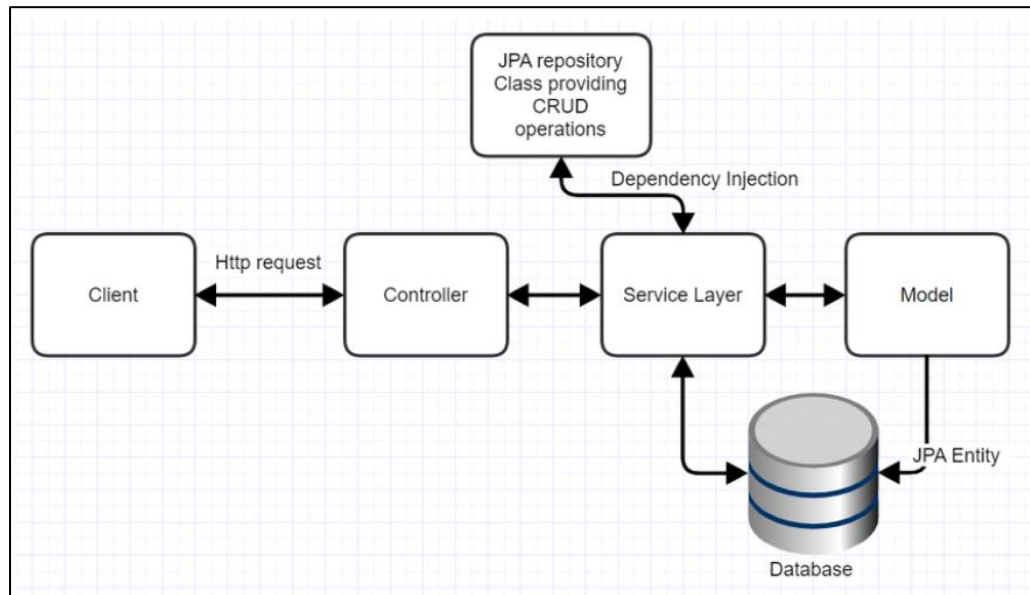 JPA repository
Class providing
CRUD
operations
Dependency Injection
Http request
Client
Controller
Service Layer
Model
JPA Entity
Database